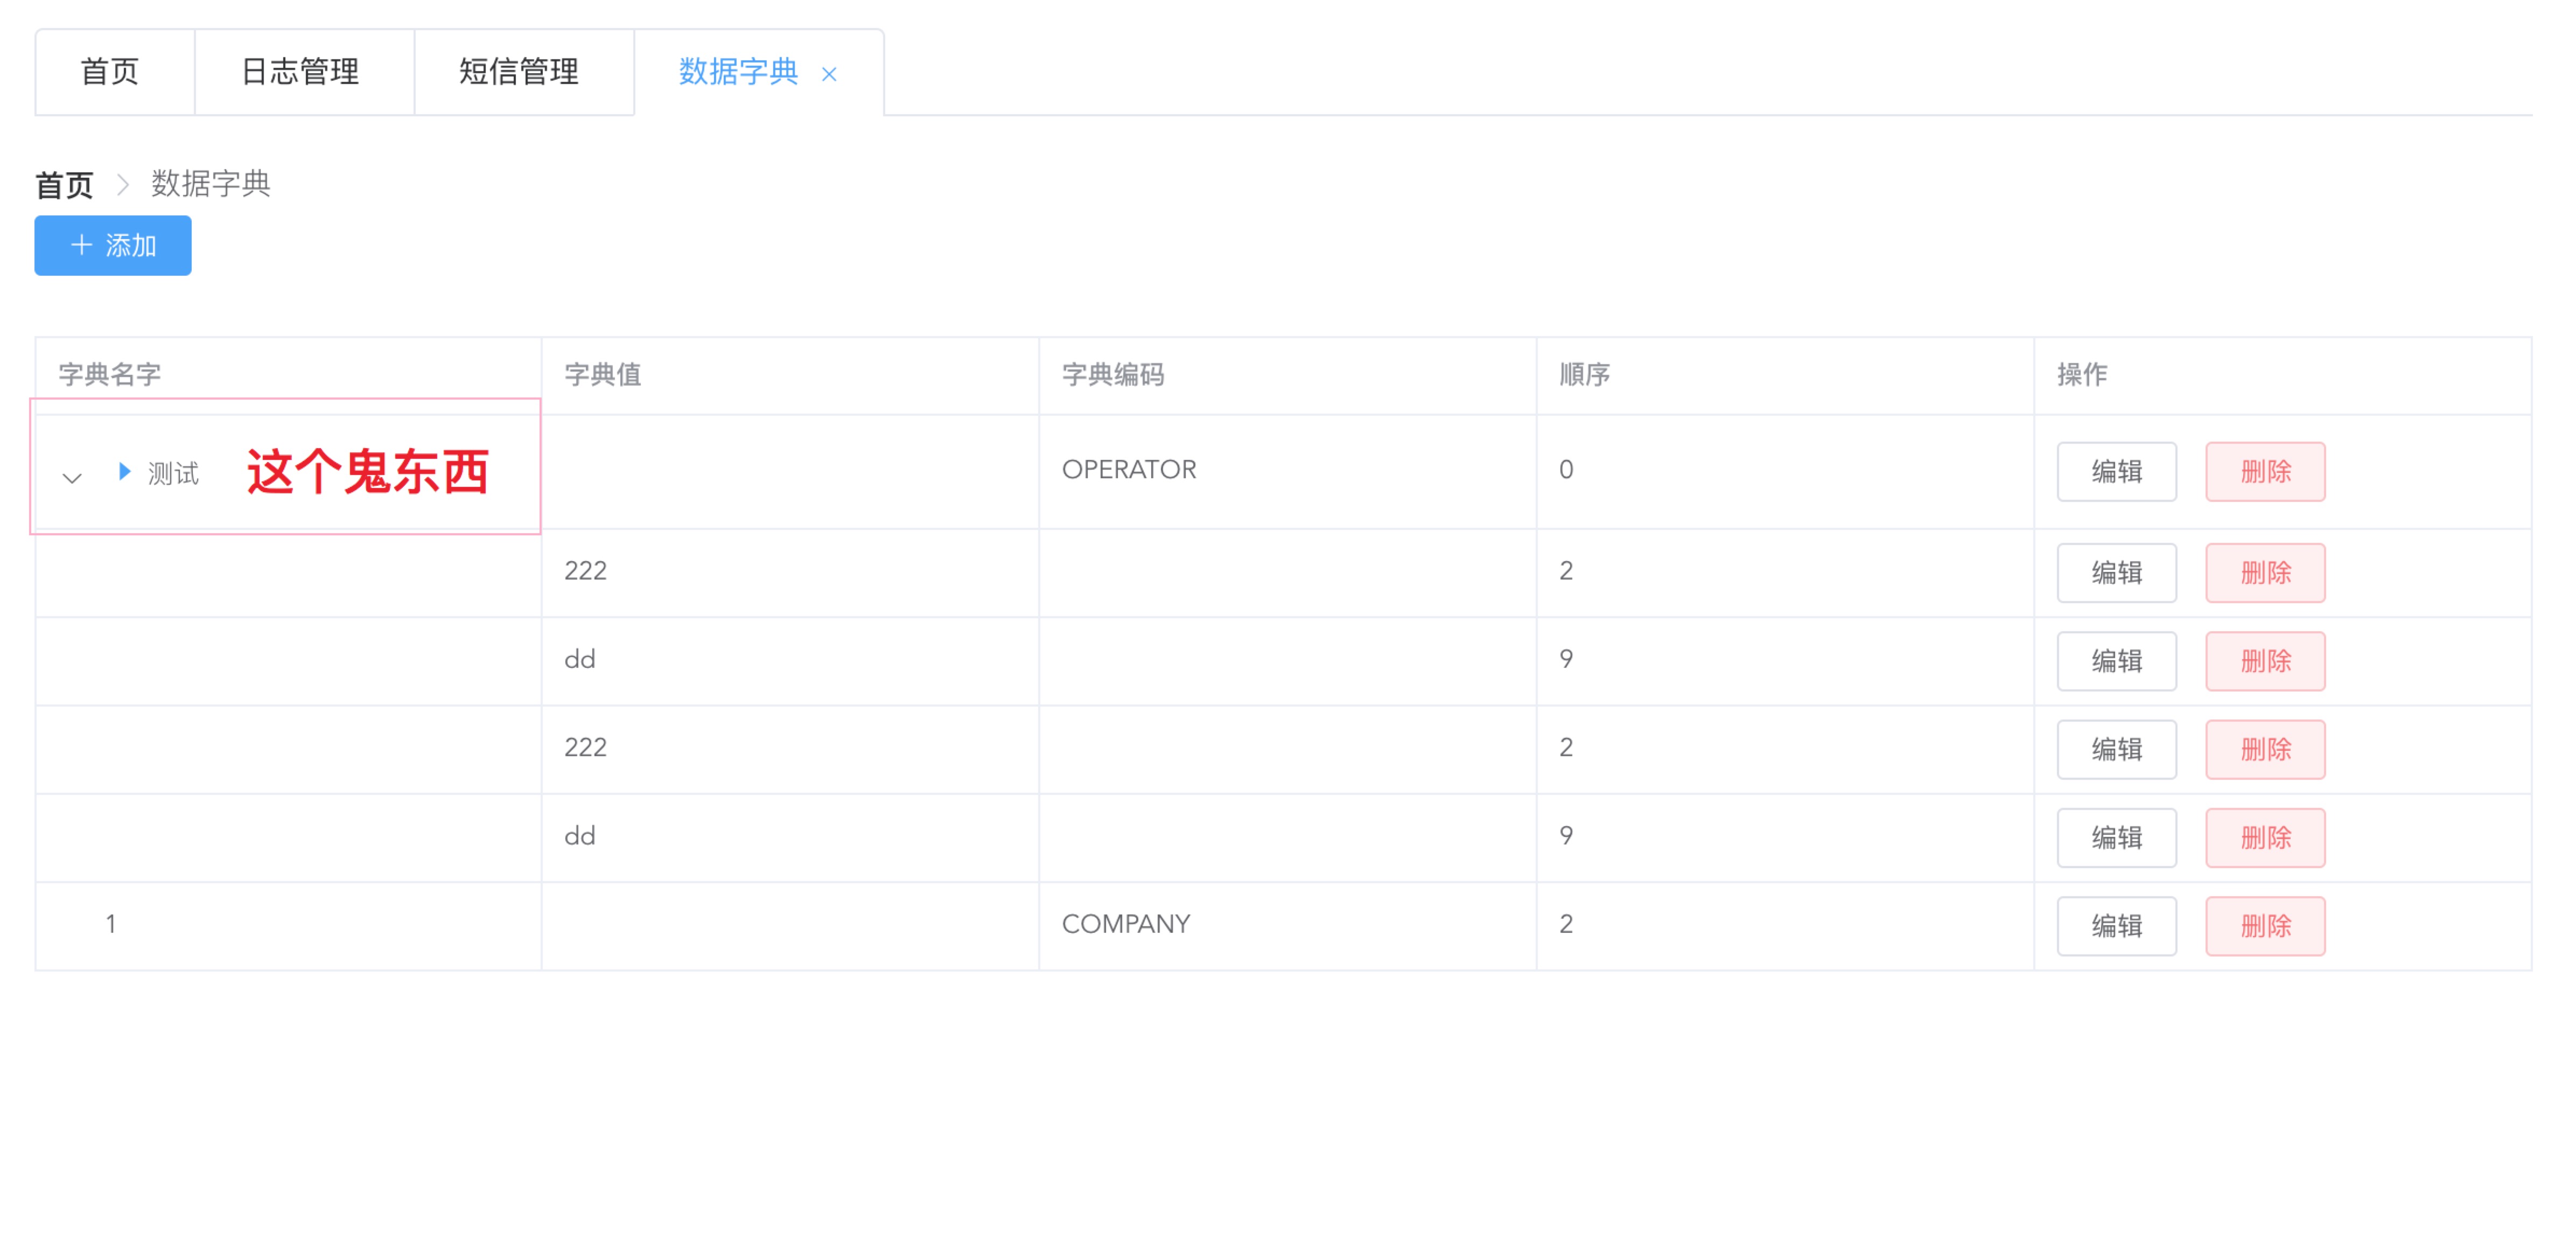 首页 日志管理 短信管理 数据字典 ×
首页 > 数据字典
+ 添加
字典名字 字典值 字典编码 顺序 操作
测试 这个鬼东西 OPERATOR 0 编辑 删除
222 2 编辑 删除
dd 9 编辑 删除
222 2 编辑 删除
dd 9 编辑 删除
1 COMPANY 2 编辑 删除